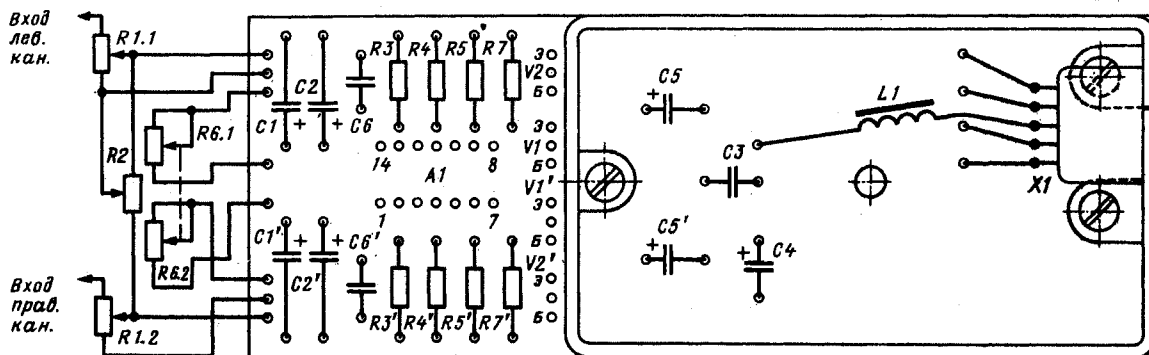 Вход
лев.
кан.
R1.1
R2
R6.1
R6.2
Вход
прав.
кан.
R1.2
C1
C2
C6
R3
R4
R5
R7
Э
V2
Б
Э
V1
Б
V1'
Э
Б
V2'
Э
Б
14
8
A1
1
7
C1'
C2'
C6'
R3'
R4'
R5'
R7'
C5
C3
C5'
C4
L1
X1